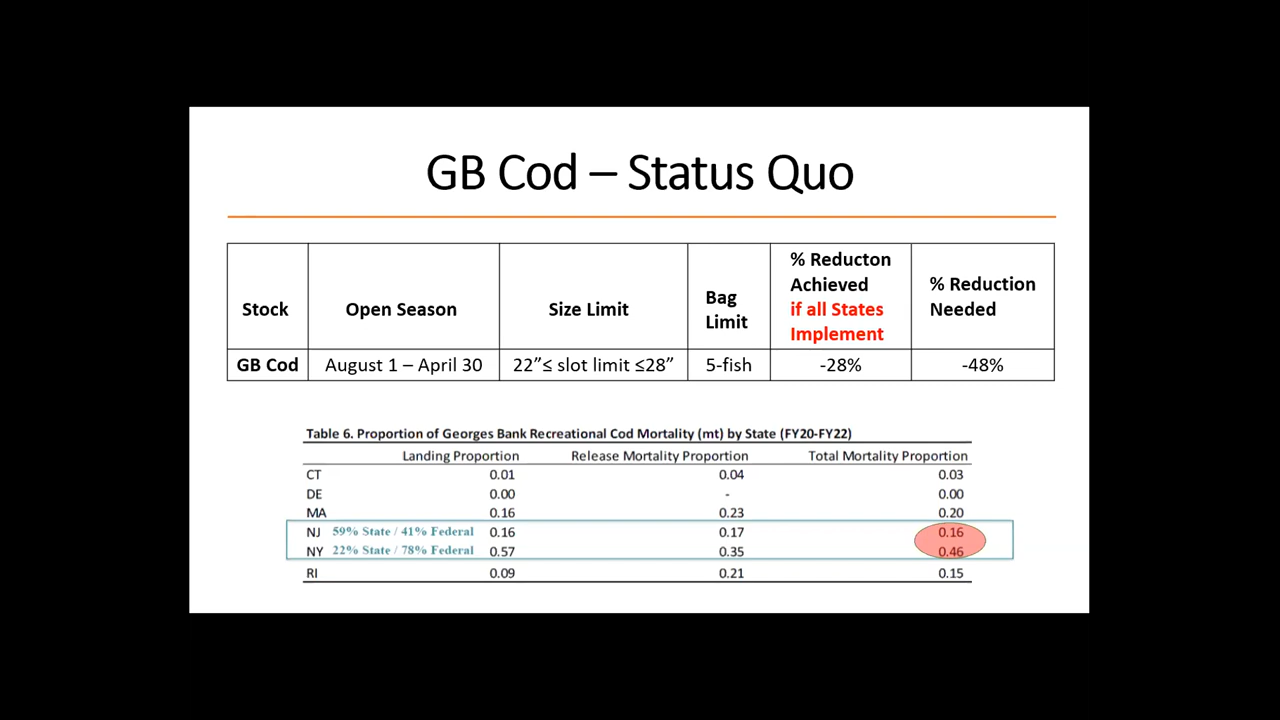 GB Cod – Status Quo
Stock Open Season Size Limit Bag Limit % Reducton Achieved if all States Implement % Reduction Needed
GB Cod August 1 – April 30 22”≤ slot limit ≤28” 5-fish -28% -48%
Table 6. Proportion of Georges Bank Recreational Cod Mortality (mt) by State (FY20-FY22)
Landing Proportion Release Mortality Proportion Total Mortality Proportion
CT 0.01 0.04 0.03
DE 0.00 - 0.00
MA 0.16 0.23 0.20
NJ 59% State / 41% Federal 0.16 0.17 0.16
NY 22% State / 78% Federal 0.57 0.35 0.46
RI 0.09 0.21 0.15